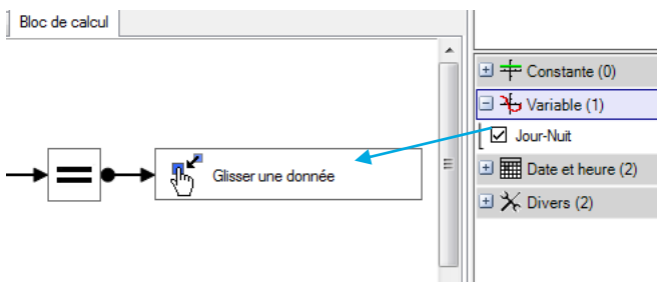 Bloc de calcul
Glisser une donnée
Constante (0)
Variable (1)
Jour-Nuit
Date et heure (2)
Divers (2)